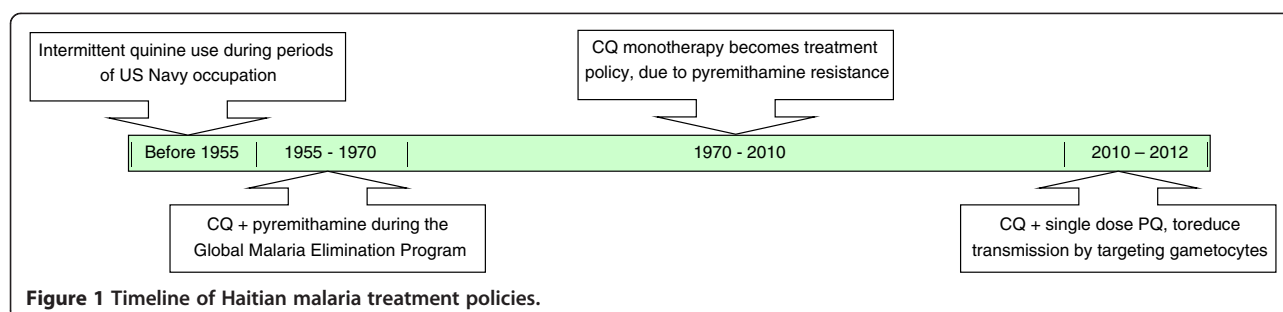 Intermittent quinine use during periods
of US Navy occupation
CQ monotherapy becomes treatment
policy, due to pyremithamine resistance
Before 1955
1955 - 1970
1970 - 2010
2010 – 2012
CQ + pyremithamine during the
Global Malaria Elimination Program
CQ + single dose PQ, toreduce
transmission by targeting gametocytes
Figure 1 Timeline of Haitian malaria treatment policies.